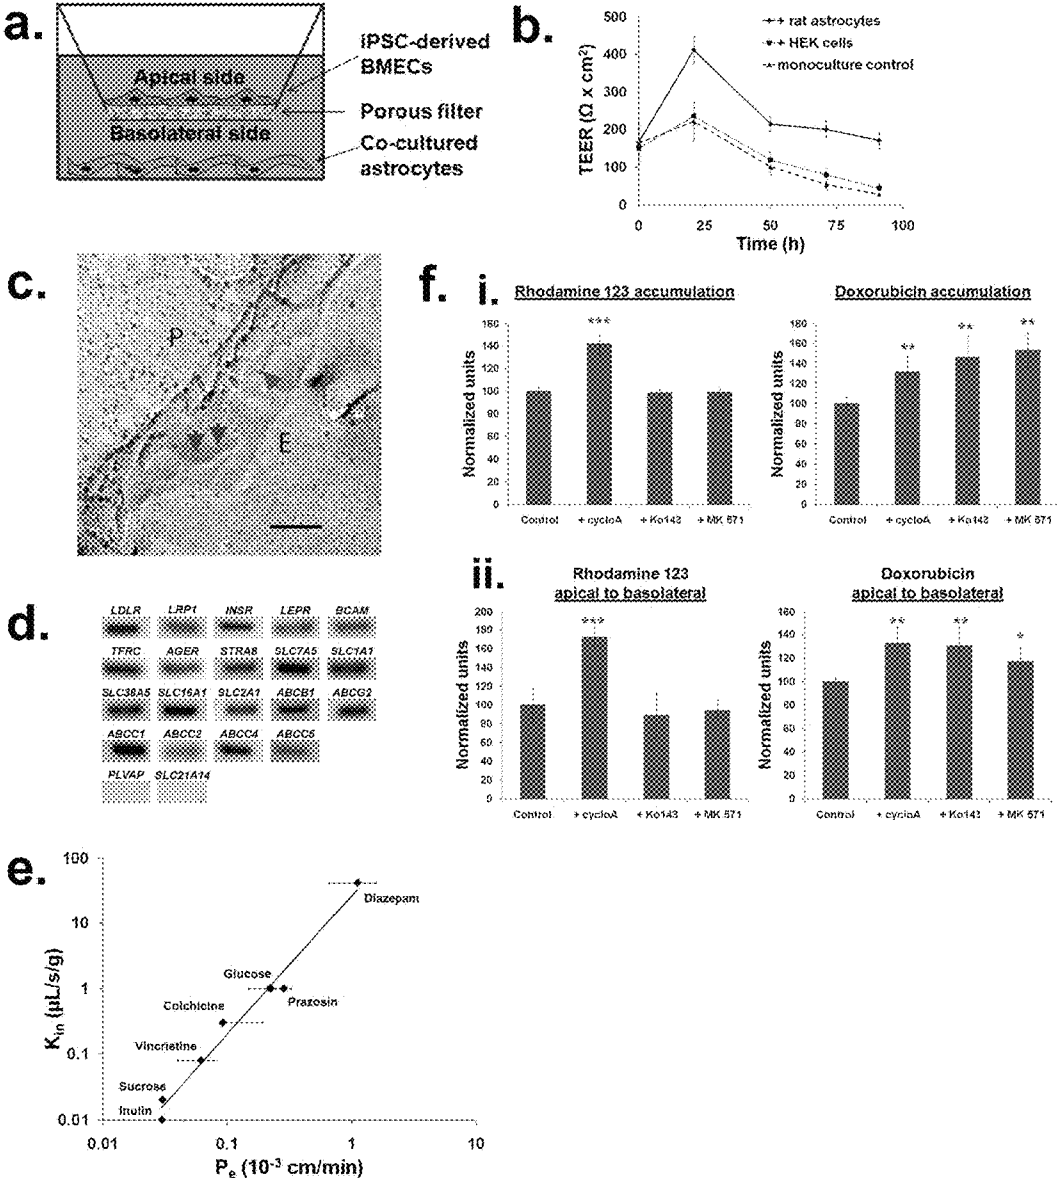 a.
iPSC-derived
BMECs
Apical side
Porous filter
Basolateral side
Co-cultured
astrocytes
b.
TEER (Ω x cm²)
500
400
300
200
100
0
+ rat astrocytes
+ HEK cells
monoculture control
0 25 50 75 100
Time (h)
c.
P
E
d.
LDLR LRP1 INSR LEPR BCAM
TFRC AGER STRA6 SLC7A5 SLC1A1
SLC38A5 SLC16A1 SLC2A1 ABCB1 ABCG2
ABCC1 ABCC2 ABCC4 ABCC5
PLVAP SLC21A14
e.
Kin (µL/s/g)
100
10
1
0.1
0.01
Diazepam
Glucose
Prazosin
Colchicine
Vincristine
Sucrose
Inulin
0.01 0.1 1 10
Pe (10⁻³ cm/min)
f.
i.
Rhodamine 123 accumulation
Normalized units
160
140
120
100
80
60
40
20
0
***
Control + cycloA + Ko143 + MK 571
Doxorubicin accumulation
Normalized units
180
160
140
120
100
80
60
40
20
0
** ** **
Control + cycloA + Ko143 + MK 571
ii.
Rhodamine 123
apical to basolateral
Normalized units
200
180
160
140
120
100
80
60
40
20
0
***
Control + cycloA + Ko143 + MK 571
Doxorubicin
apical to basolateral
Normalized units
160
140
120
100
80
60
40
20
0
** ** *
Control + cycloA + Ko143 + MK 571